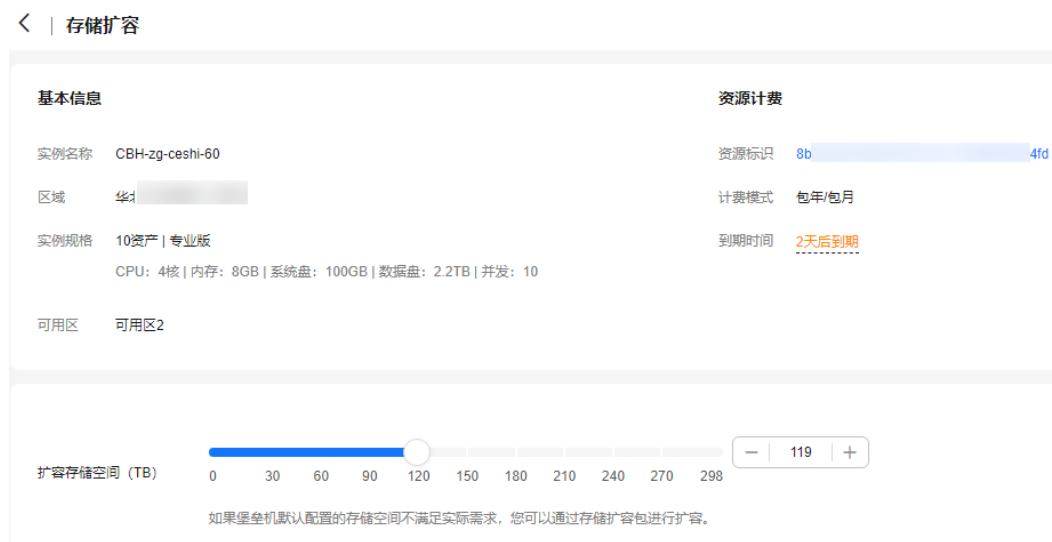 存储扩容
基本信息
实例名称 CBH-zg-ceshi-60
区域 华
实例规格 10资产 | 专业版
CPU：4核 | 内存：8GB | 系统盘：100GB | 数据盘：2.2TB | 并发：10
可用区 可用区2
资源计费
资源标识 8b 4fd
计费模式 包年/包月
到期时间 2天后到期
扩容存储空间（TB）
0 30 60 90 120 150 180 210 240 270 298
119
如果堡垒机默认配置的存储空间不满足实际需求，您可以通过存储扩容包进行扩容。